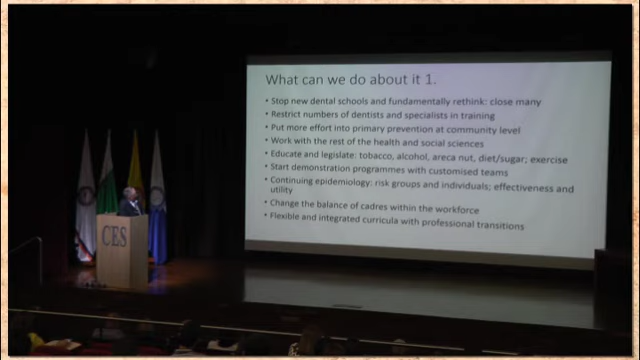 What can we do about it 1.
• Stop new dental schools and fundamentally rethink: close many
• Restrict numbers of dentists and specialists in training
• Put more effort into primary prevention at community level
• Work with the rest of the health and social sciences
• Educate and legislate: tobacco, alcohol, areca nut, diet/sugar; exercise
• Start demonstration programmes with customised teams
• Continuing epidemiology: risk groups and individuals; effectiveness and
utility
• Change the balance of cadres within the workforce
• Flexible and integrated curricula with professional transitions
CES